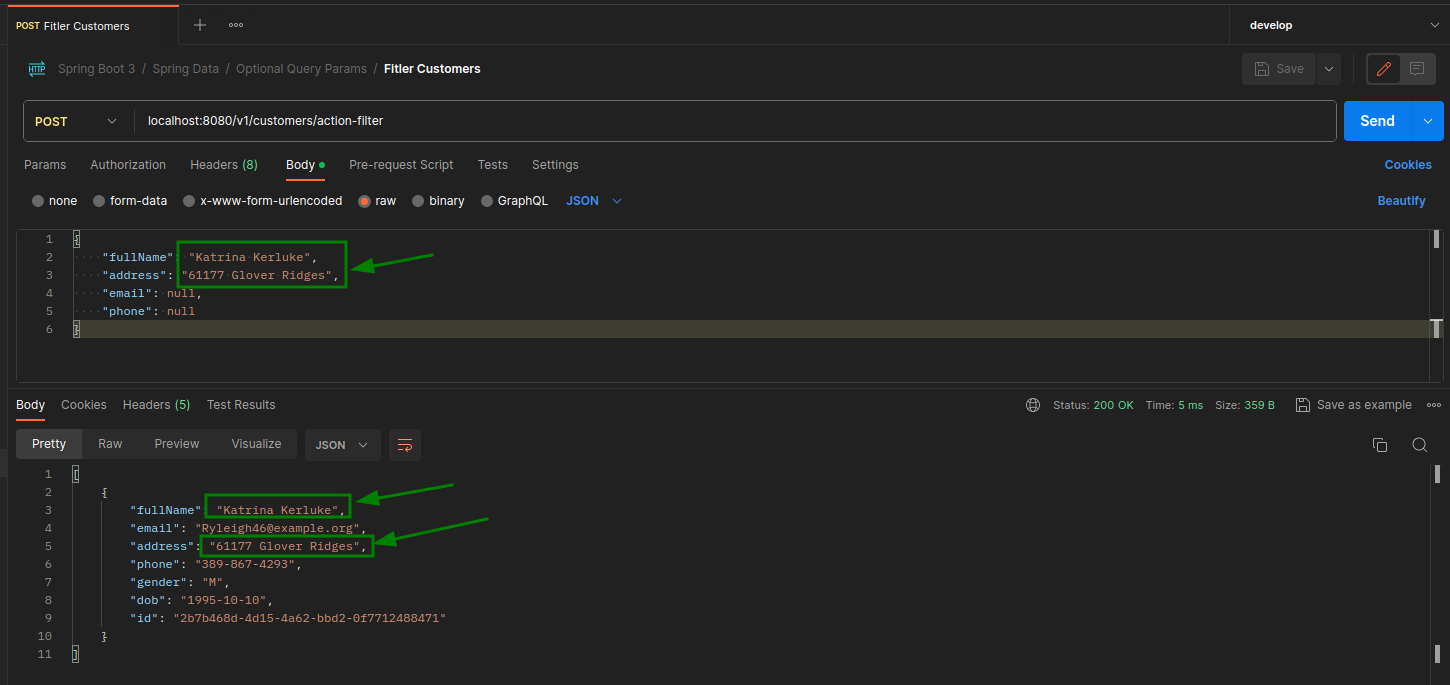 POST Fitler Customers
develop
HTTP Spring Boot 3 / Spring Data / Optional Query Params / Fitler Customers
Save
POST localhost:8080/v1/customers/action-filter
Send
Params Authorization Headers (8) Body Pre-request Script Tests Settings Cookies
none form-data x-www-form-urlencoded raw binary GraphQL JSON Beautify
1 {
2 "fullName": "Katrina Kerluke",
3 "address": "61177 Glover Ridges",
4 "email": null,
5 "phone": null
6 }
Body Cookies Headers (5) Test Results Status: 200 OK Time: 5 ms Size: 359 B Save as example
Pretty Raw Preview Visualize JSON
1 [
2 {
3 "fullName": "Katrina Kerluke",
4 "email": "Ryleigh46@example.org",
5 "address": "61177 Glover Ridges",
6 "phone": "389-867-4293",
7 "gender": "M",
8 "dob": "1995-10-10",
9 "id": "2b7b468d-4d15-4a62-bbd2-0f7712488471"
10 }
11 ]